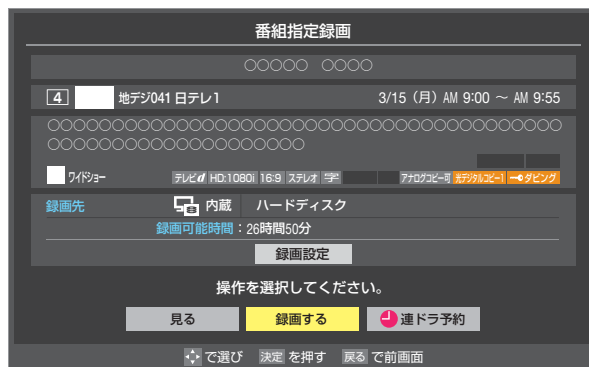 番組指定録画
○○○○○ ○○○○
4 地デジ041 日テレ1 3/15（月）AM 9:00 ～ AM 9:55
○○○○○○○○○○○○○○○○○○○○○○○○○○○○○○○○○○○○○○○○
○○○○○○○○○○○○○○○○○○○○
ワイドショー テレビd HD:1080i 16:9 ステレオ 字 アナログコピー可 光デジタルコピー1 ダビング
録画先 内蔵 ハードディスク
録画可能時間：26時間50分
録画設定
操作を選択してください。
見る 録画する 連ドラ予約
で選び 決定 を押す 戻る で前画面